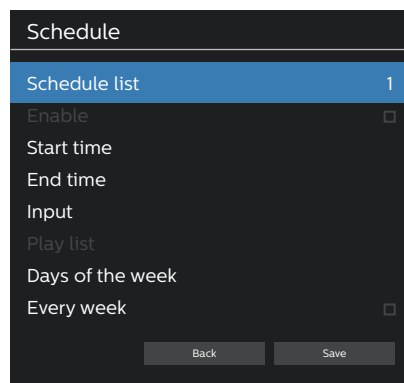 Schedule
Schedule list 1
Enable
Start time
End time
Input
Play list
Days of the week
Every week
Back Save